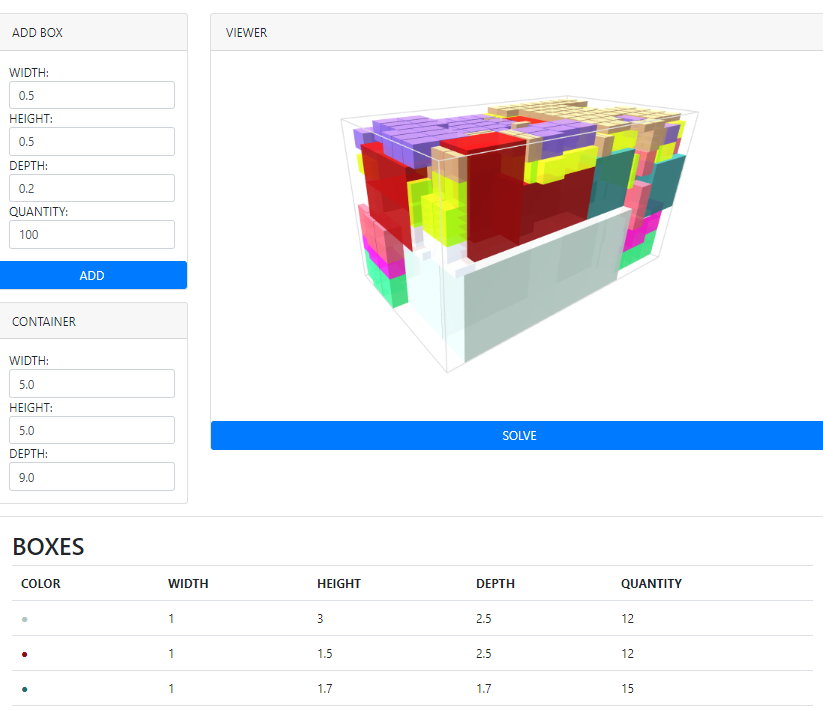 ADD BOX
WIDTH:
0.5
HEIGHT:
0.5
DEPTH:
0.2
QUANTITY:
100
ADD
CONTAINER
WIDTH:
5.0
HEIGHT:
5.0
DEPTH:
9.0
VIEWER
SOLVE
BOXES
COLOR WIDTH HEIGHT DEPTH QUANTITY
1 3 2.5 12
1 1.5 2.5 12
1 1.7 1.7 15